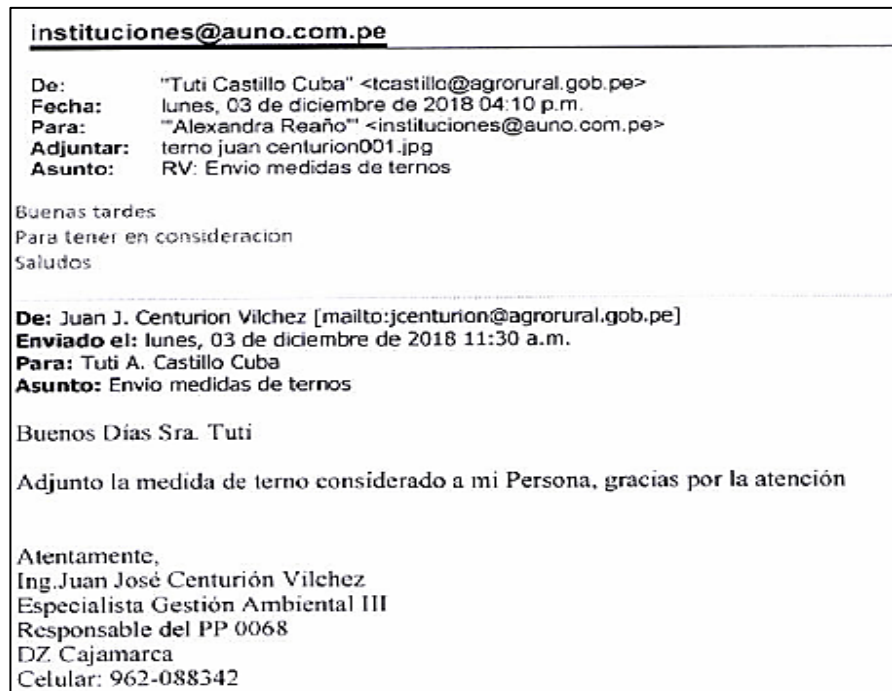 instituciones@auno.com.pe
De: "Tuti Castillo Cuba" <tcastillo@agrorural.gob.pe>
Fecha: lunes, 03 de diciembre de 2018 04:10 p.m.
Para: "'Alexandra Reaño'" <instituciones@auno.com.pe>
Adjuntar: terno juan centurion001.jpg
Asunto: RV: Envio medidas de ternos
Buenas tardes
Para tener en consideracion
Saludos
De: Juan J. Centurion Vilchez [mailto:jcenturion@agrorural.gob.pe]
Enviado el: lunes, 03 de diciembre de 2018 11:30 a.m.
Para: Tuti A. Castillo Cuba
Asunto: Envio medidas de ternos
Buenos Días Sra. Tuti
Adjunto la medida de terno considerado a mi Persona, gracias por la atención
Atentamente,
Ing.Juan José Centurión Vilchez
Especialista Gestión Ambiental III
Responsable del PP 0068
DZ Cajamarca
Celular: 962-088342